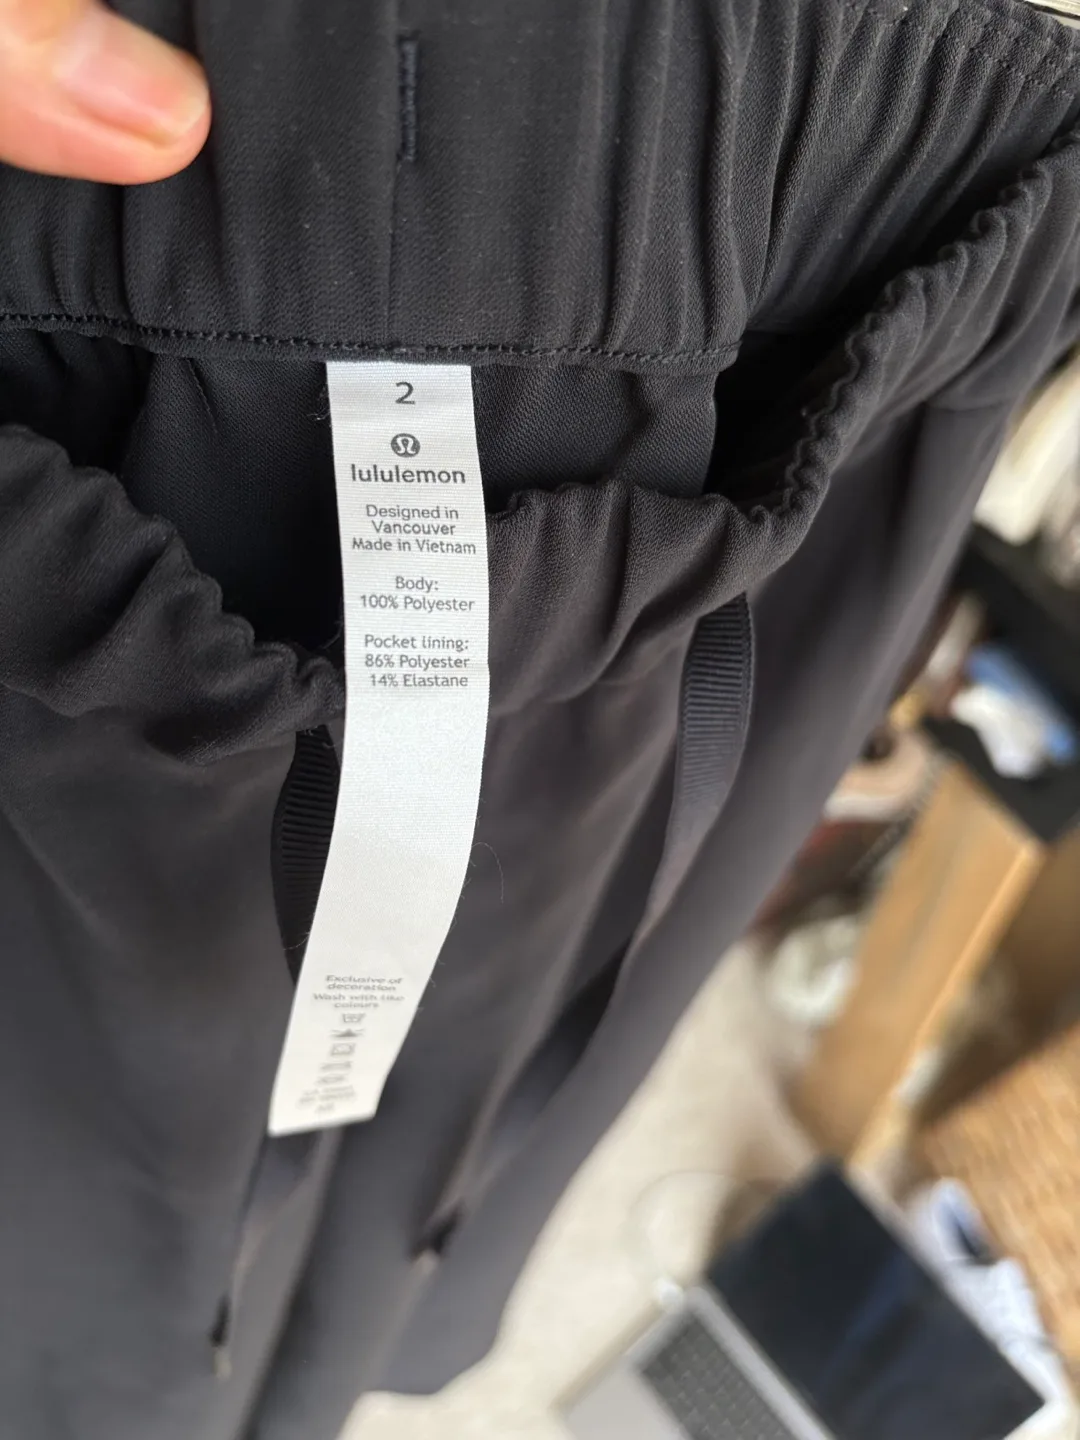 2
lululemon
Designed in
Vancouver
Made in Vietnam
Body:
100% Polyester
Pocket lining:
86% Polyester
14% Elastane
Exclusive of
decoration
Wash with like
colours